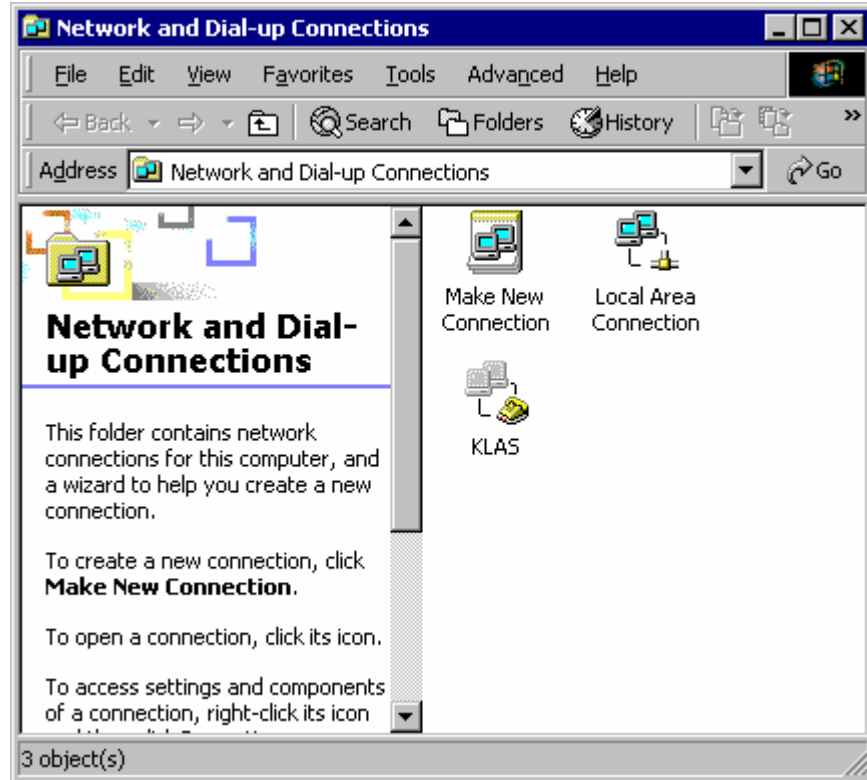 Network and Dial-up Connections
File Edit View Favorites Tools Advanced Help
Back Search Folders History »
Address Network and Dial-up Connections Go
Network and Dial-
up Connections
This folder contains network
connections for this computer, and
a wizard to help you create a new
connection.
To create a new connection, click
Make New Connection.
To open a connection, click its icon.
To access settings and components
of a connection, right-click its icon
Make New
Connection
Local Area
Connection
KLAS
3 object(s)